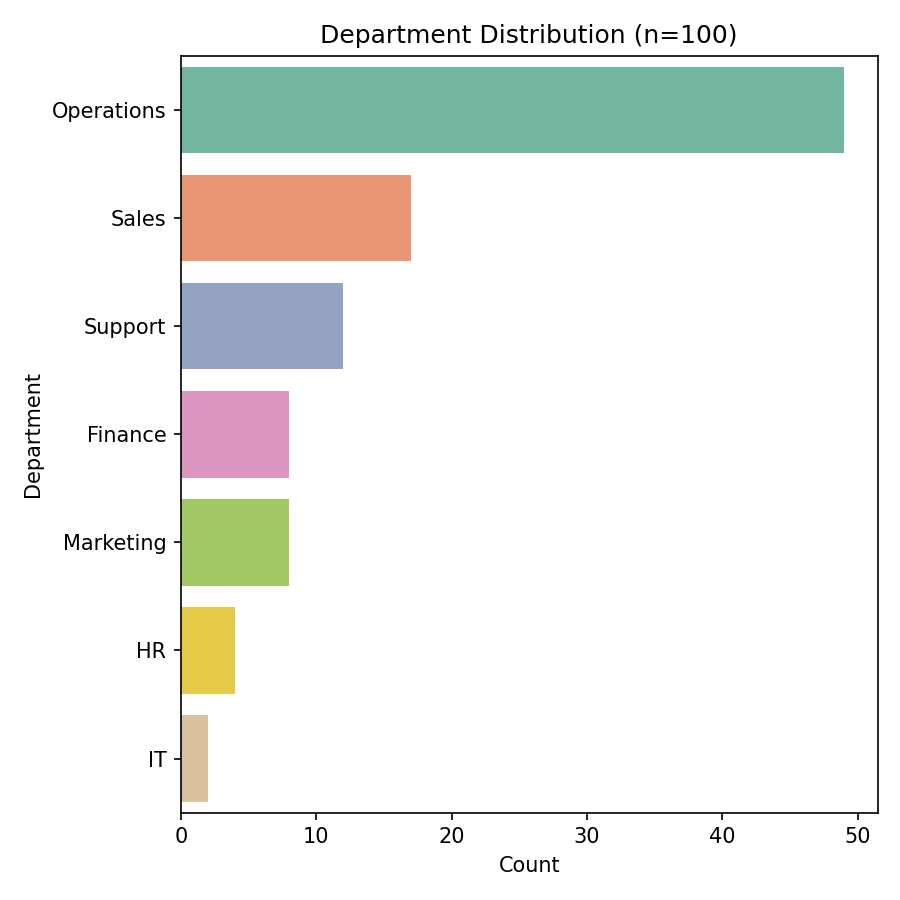 Department Distribution (n=100)
Department
Operations
Sales
Support
Finance
Marketing
HR
IT
0 10 20 30 40 50
Count